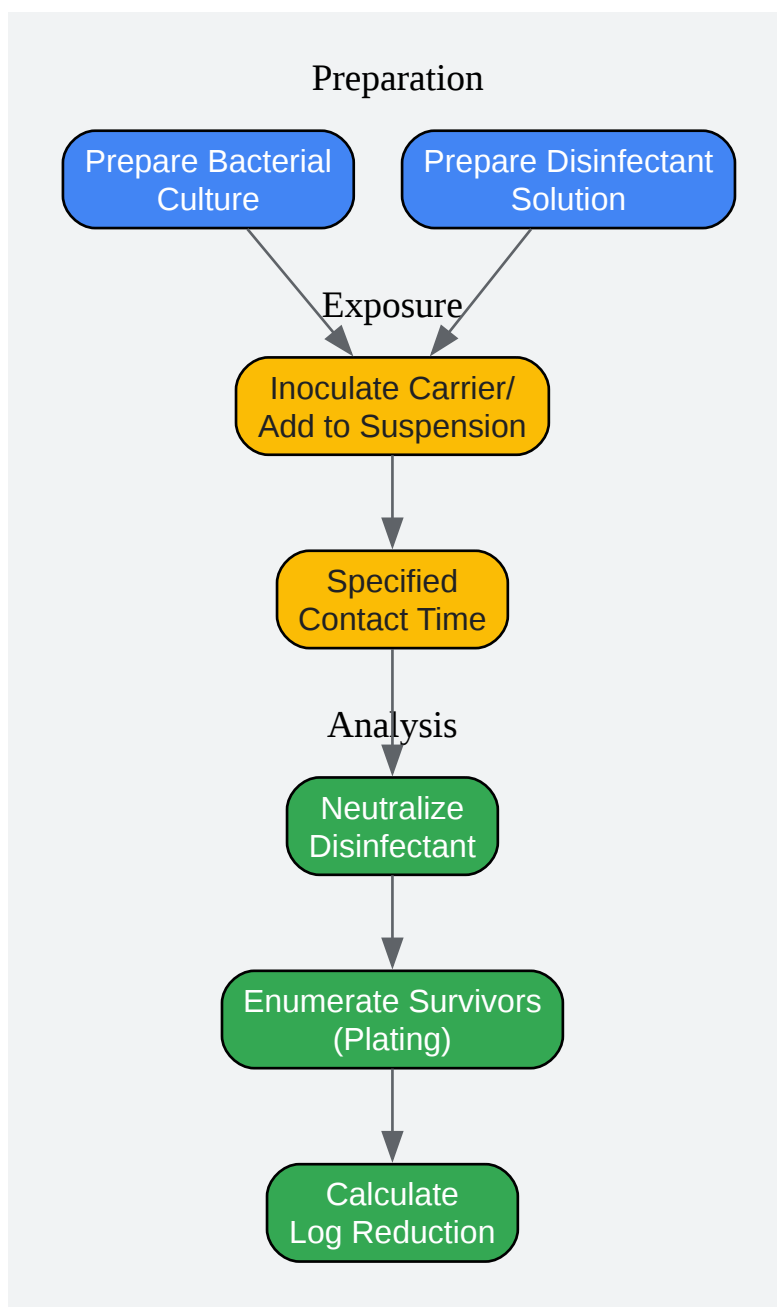 Preparation
Prepare Bacterial
Culture
Prepare Disinfectant
Solution
Exposure
Inoculate Carrier/
Add to Suspension
Specified
Contact Time
Analysis
Neutralize
Disinfectant
Enumerate Survivors
(Plating)
Calculate
Log Reduction